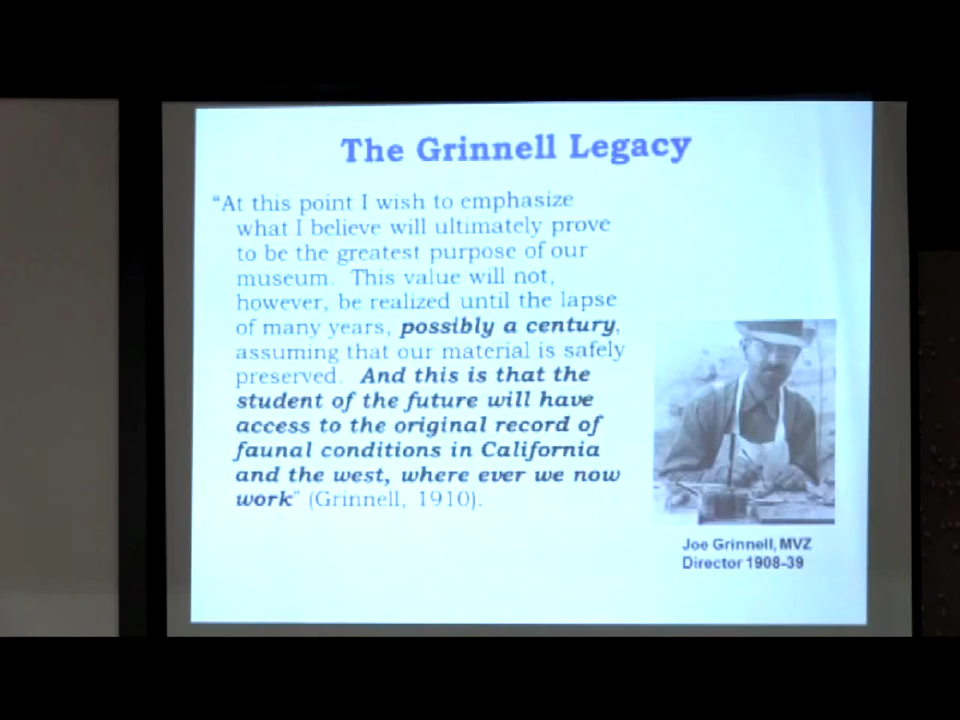 The Grinnell Legacy
“At this point I wish to emphasize
what I believe will ultimately prove
to be the greatest purpose of our
museum. This value will not,
however, be realized until the lapse
of many years, possibly a century,
assuming that our material is safely
preserved. And this is that the
student of the future will have
access to the original record of
faunal conditions in California
and the west, where ever we now
work” (Grinnell, 1910).
Joe Grinnell, MVZ
Director 1908-39